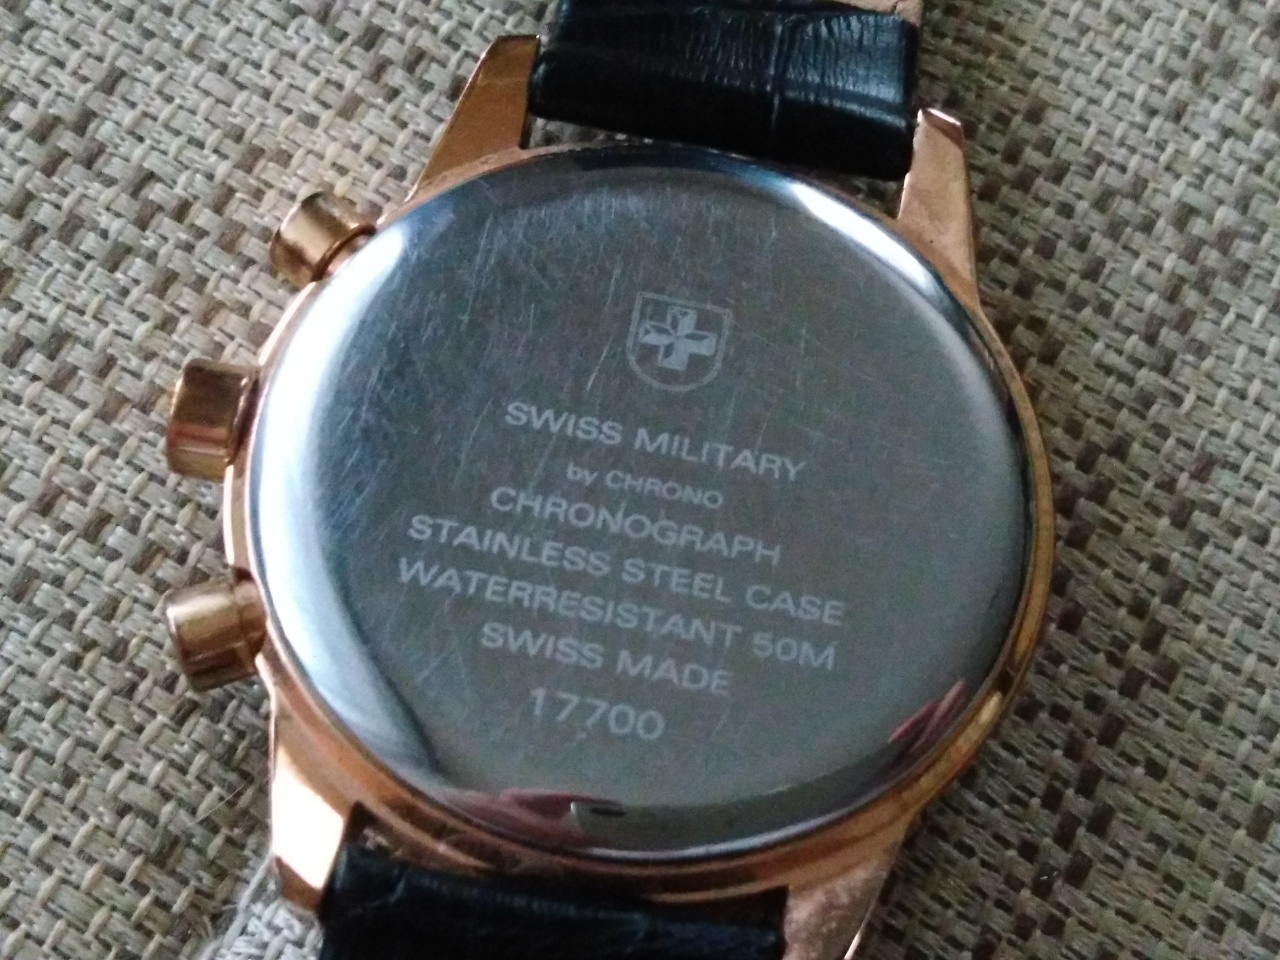 SWISS MILITARY
by CHRONO
CHRONOGRAPH
STAINLESS STEEL CASE
WATERRESISTANT 50M
SWISS MADE
17700